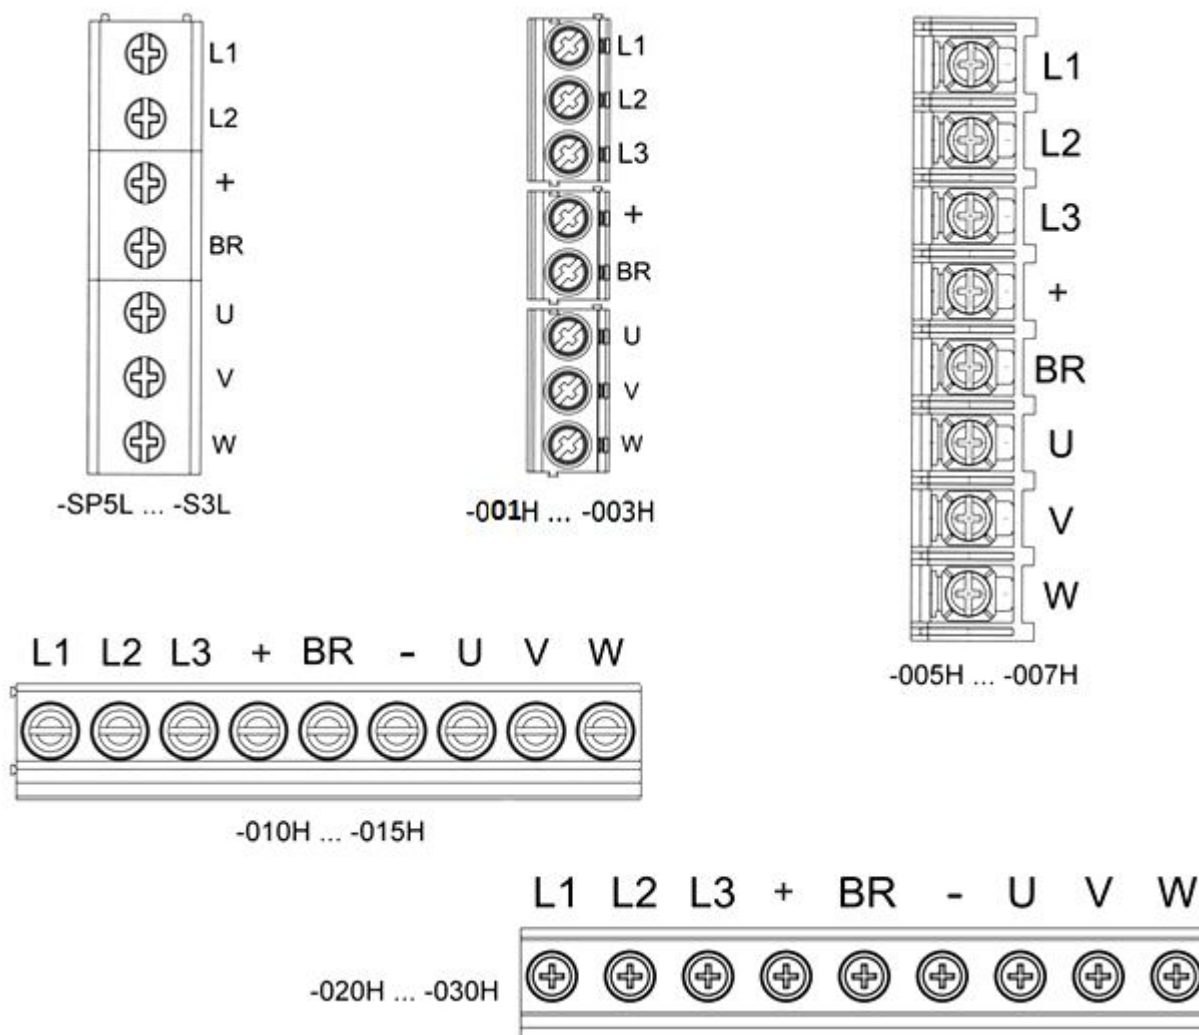 L1
L2
+
BR
U
V
W
-SP5L ... -S3L
L1
L2
L3
+
BR
U
V
W
-001H ... -003H
L1
L2
L3
+
BR
U
V
W
-005H ... -007H
L1 L2 L3 + BR - U V W
-010H ... -015H
L1 L2 L3 + BR - U V W
-020H ... -030H